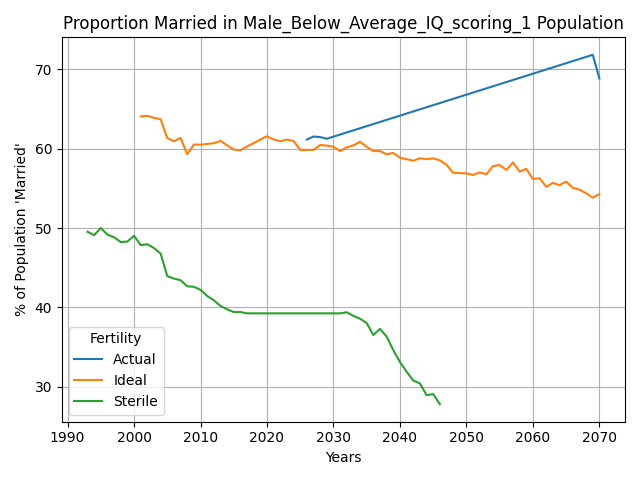 Proportion Married in Male_Below_Average_IQ_scoring_1 Population
% of Population 'Married'
70
60
50
40
30
Fertility
Actual
Ideal
Sterile
1990 2000 2010 2020 2030 2040 2050 2060 2070
Years